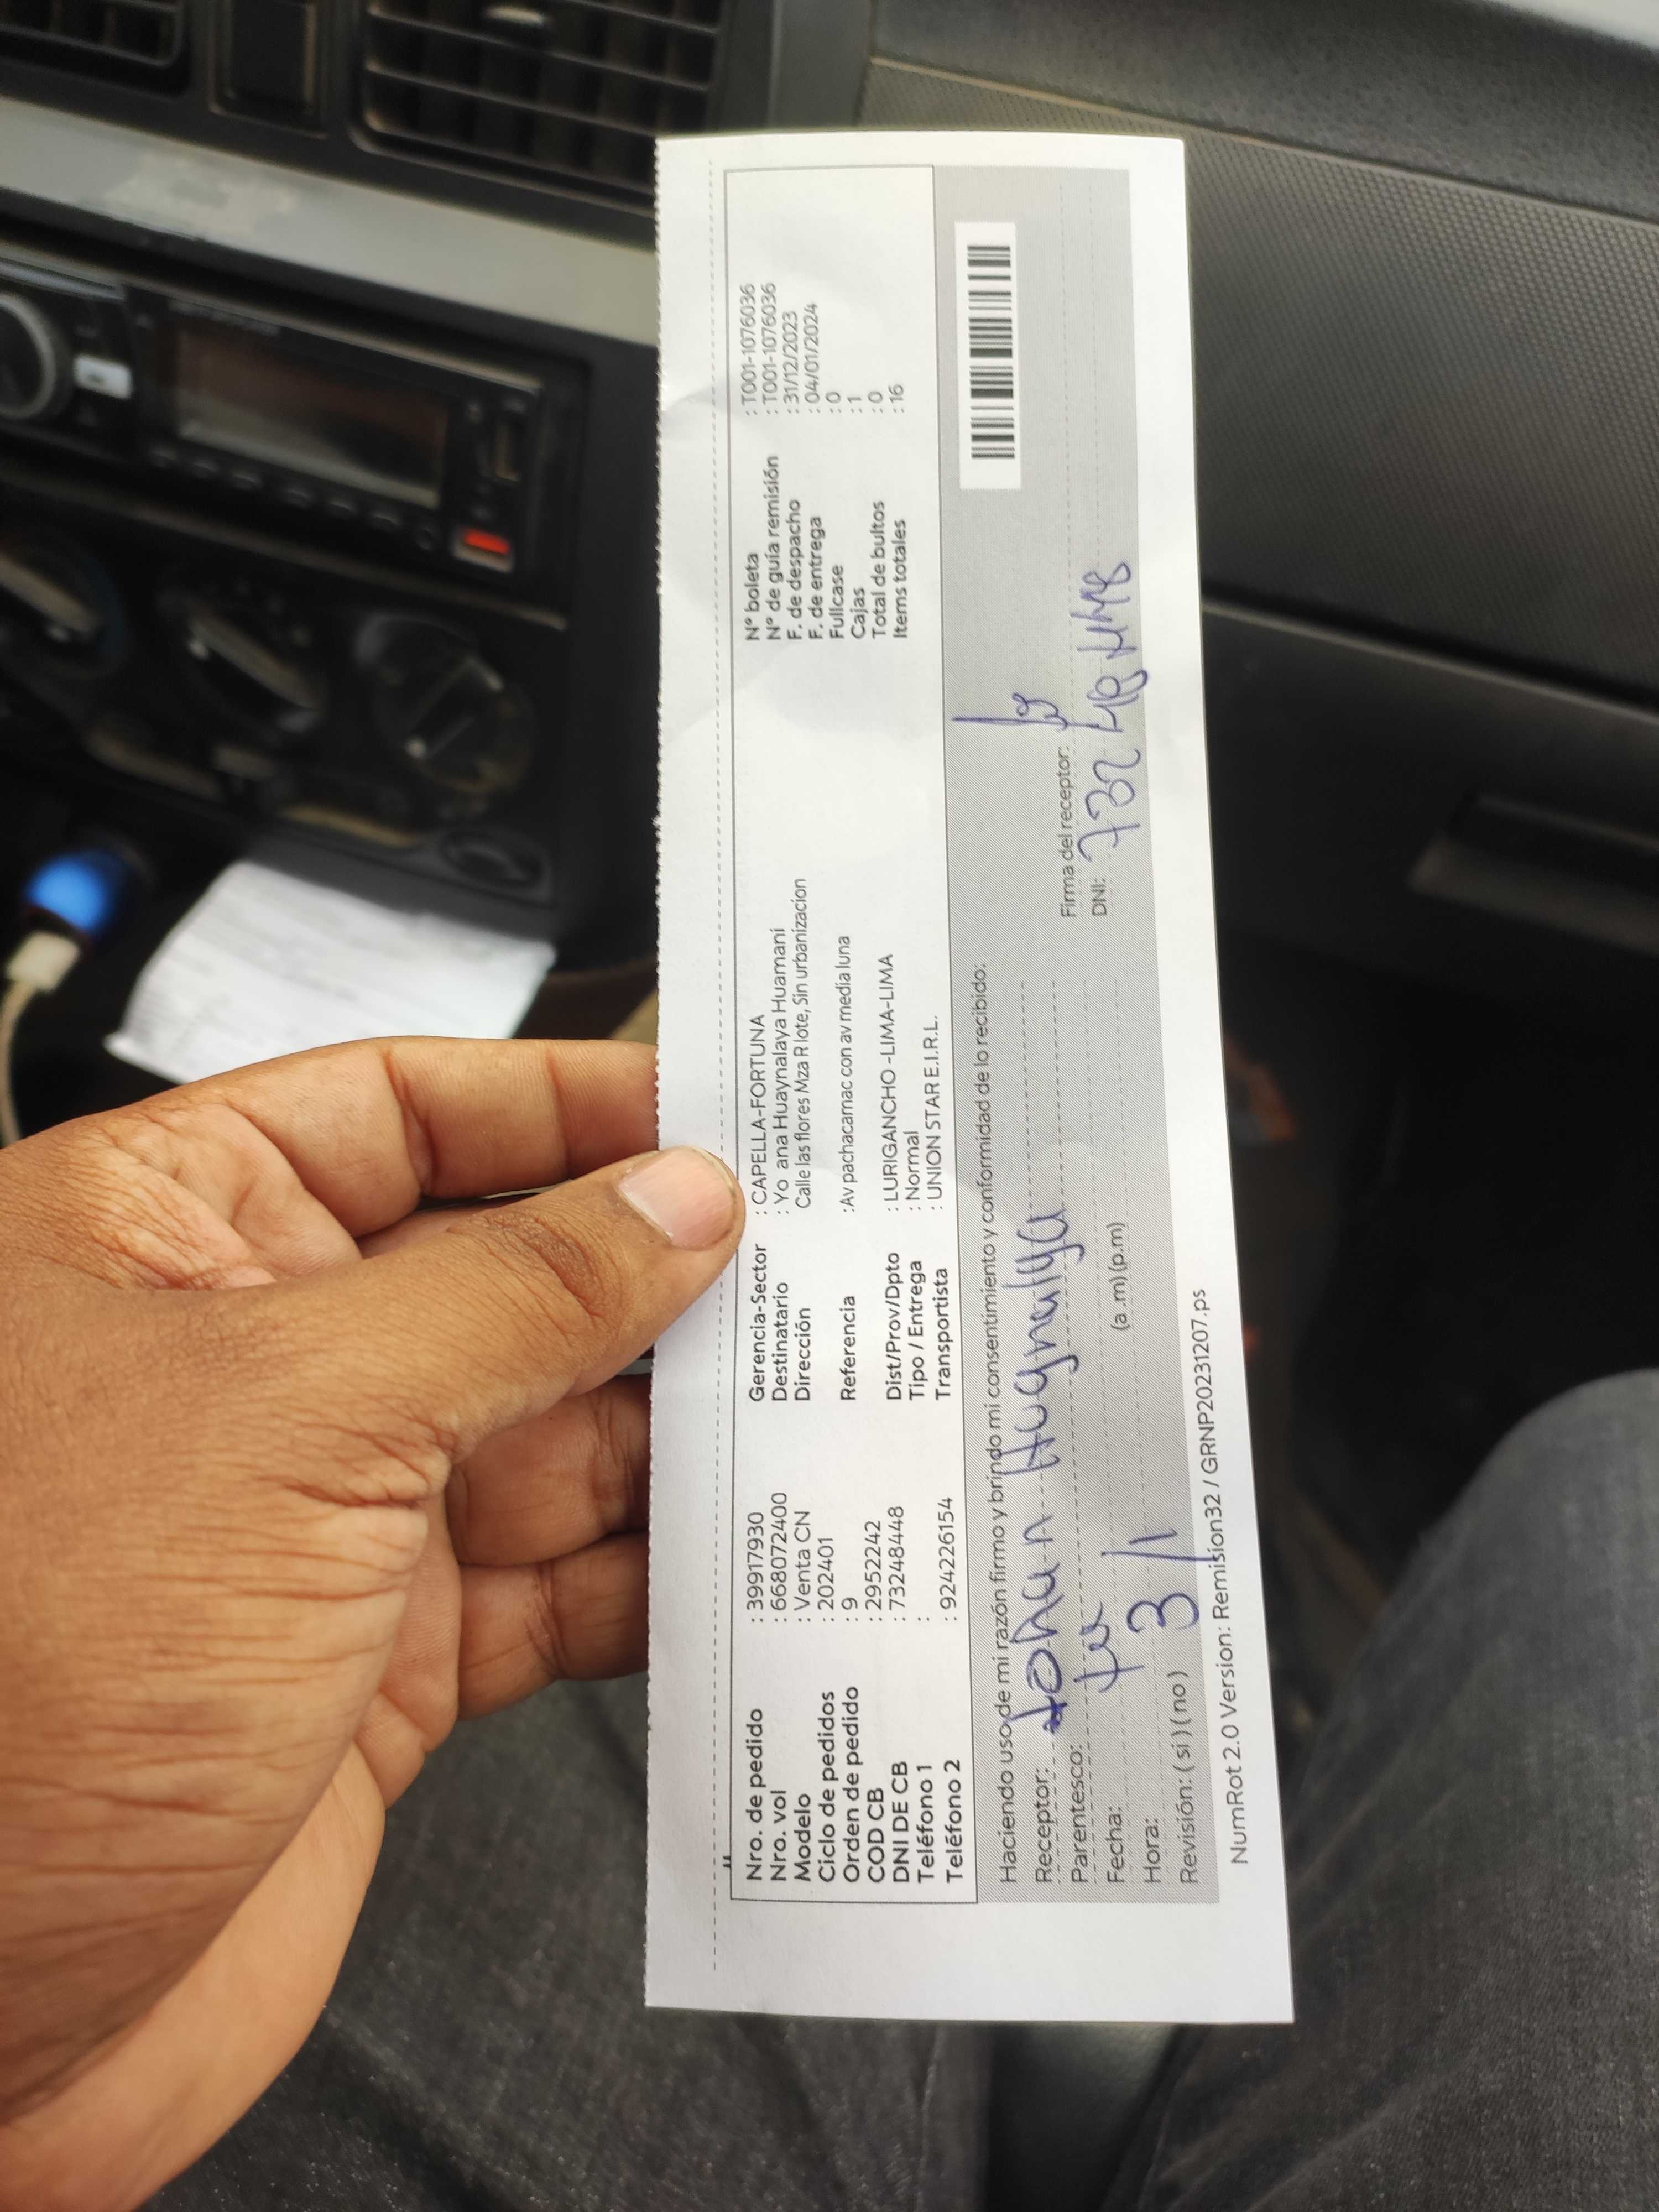 Nro. de pedido : 39917930
Nro. vol : 668072400
Modelo : Venta CN
Ciclo de pedidos : 202401
Orden de pedido : 9
COD CB : 2952242
DNI DE CB : 73248448
Teléfono 1 :
Teléfono 2 : 924226154
Gerencia-Sector : CAPELLA-FORTUNA
Destinatario : Yo ana Huaynalaya Huamani
Dirección Calle las flores Mza R lote, Sin urbanizacion
Referencia : Av pachacamac con av media luna
Dist/Prov/Dpto : LURIGANCHO -LIMA-LIMA
Tipo / Entrega : Normal
Transportista : UNION STAR E.I.R.L.
N° boleta : T001-1076036
N° de guía remisión : T001-1076036
F. de despacho : 31/12/2023
F. de entrega : 04/01/2024
Fullcase : 0
Cajas : 1
Total de bultos : 0
Items totales : 16
Haciendo uso de mi razón firmo y brindo mi consentimiento y conformidad de lo recibido:
Receptor: Huaynalaya
Parentesco:
Fecha: 3/1
Hora: (a.m) (p.m)
Revisión: ( si ) ( no )
Firma del receptor:
DNI: 73248448
NumRot 2.0 Version: Remision32 / GRNP20231207.ps